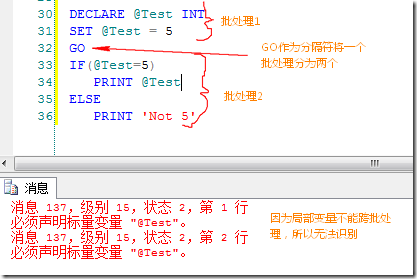 30 DECLARE @Test INT
31 SET @Test = 5
32 GO
33 IF(@Test=5)
34 PRINT @Test
35 ELSE
36 PRINT 'Not 5'
批处理1
GO作为分隔符将一个
批处理分为两个
批处理2
消息
消息 137，级别 15，状态 2，第 1 行
必须声明标量变量 "@Test"。
消息 137，级别 15，状态 2，第 2 行
必须声明标量变量 "@Test"。
因为局部变量不能跨批处
理，所以无法识别